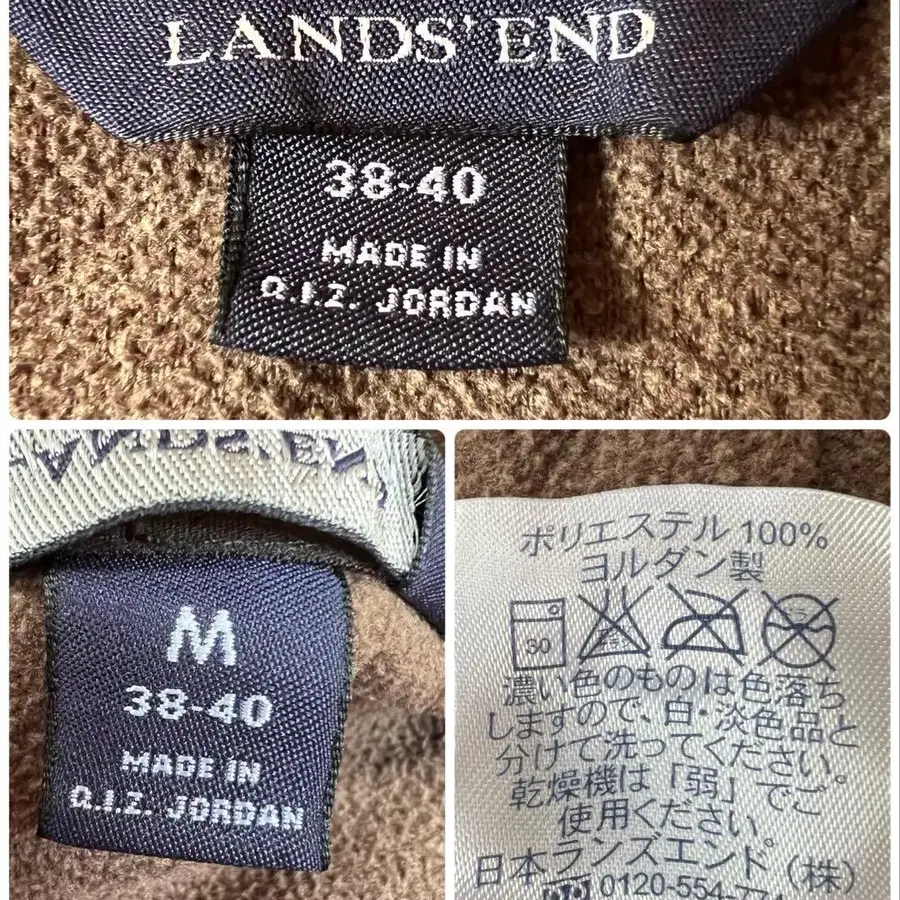 LANDS' END
38-40
MADE IN
Q.I.Z. JORDAN
LANDS' END
M
38-40
MADE IN
Q.I.Z. JORDAN
ポリエステル 100%
ヨルダン製
30
濃い色のものは色落ち
しますので、白・淡色品と
分けて洗ってください。
乾燥機は「弱」でご
使用ください。
日本ランズエンド(株)
0120-554-774